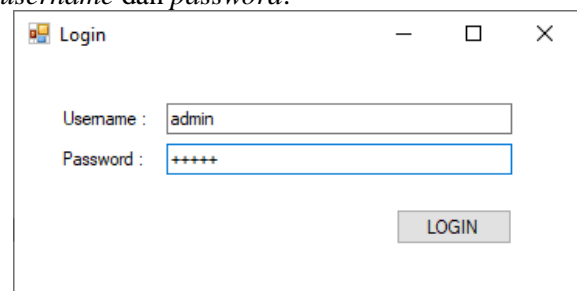 username dan password.
Login
Username : admin
Password : +++++
LOGIN